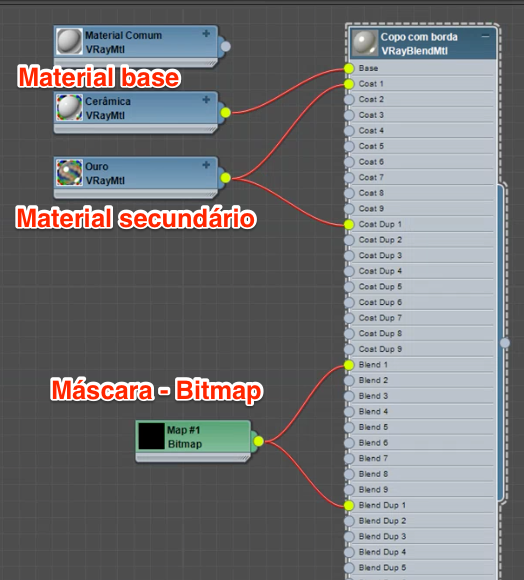 Material Comum
VRayMtl
Material base
Cerâmica
VRayMtl
Ouro
VRayMtl
Material secundário
Máscara - Bitmap
Map #1
Bitmap
Copo com borda
VRayBlendMtl
Base
Coat 1
Coat 2
Coat 3
Coat 4
Coat 5
Coat 6
Coat 7
Coat 8
Coat 9
Coat Dup 1
Coat Dup 2
Coat Dup 3
Coat Dup 4
Coat Dup 5
Coat Dup 6
Coat Dup 7
Coat Dup 8
Coat Dup 9
Blend 1
Blend 2
Blend 3
Blend 4
Blend 5
Blend 6
Blend 7
Blend 8
Blend 9
Blend Dup 1
Blend Dup 2
Blend Dup 3
Blend Dup 4
Blend Dup 5